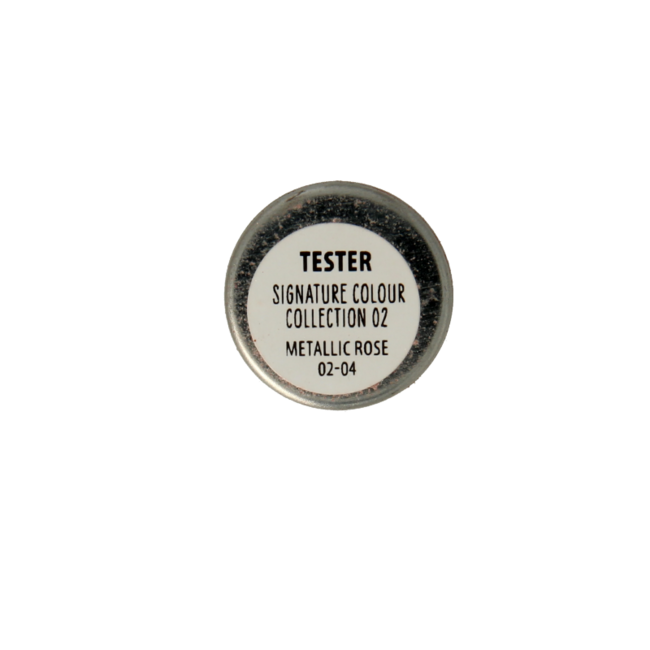 TESTER
SIGNATURE COLOUR
COLLECTION 02
METALLIC ROSE
02-04